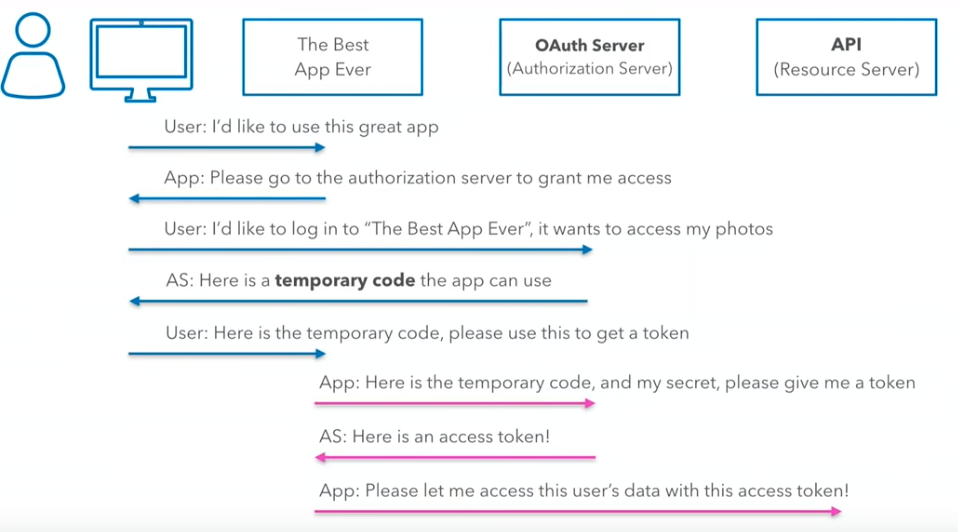 The Best
App Ever
OAuth Server
(Authorization Server)
API
(Resource Server)
User: I’d like to use this great app
App: Please go to the authorization server to grant me access
User: I’d like to log in to “The Best App Ever”, it wants to access my photos
AS: Here is a temporary code the app can use
User: Here is the temporary code, please use this to get a token
App: Here is the temporary code, and my secret, please give me a token
AS: Here is an access token!
App: Please let me access this user’s data with this access token!